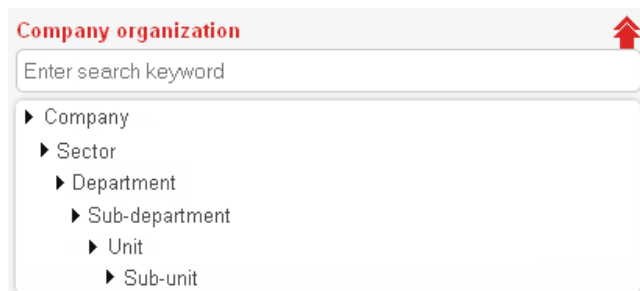 Company organization
Enter search keyword
Company
Sector
Department
Sub-department
Unit
Sub-unit